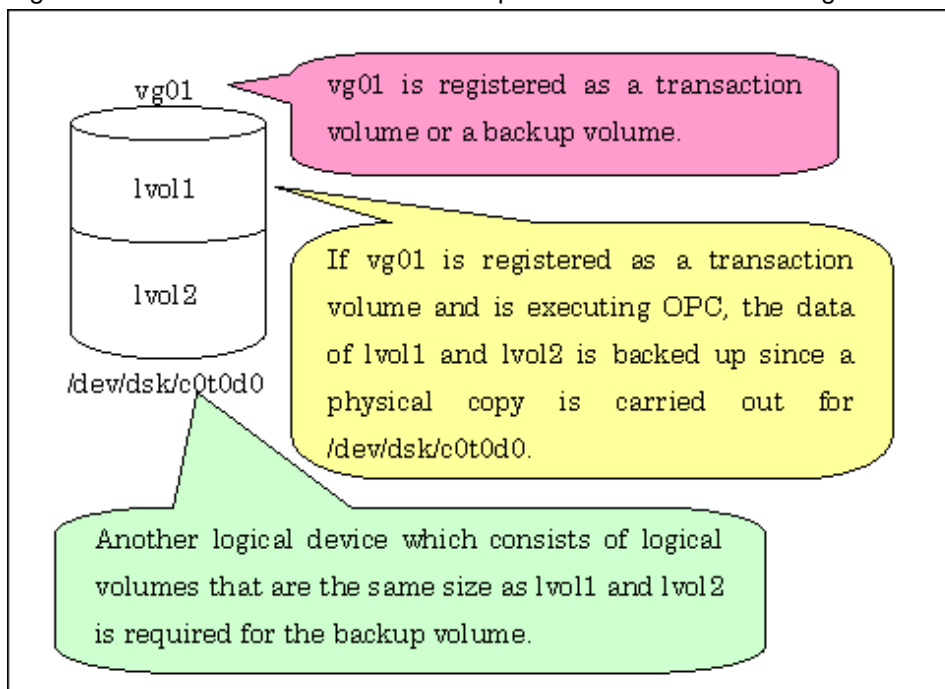 vg01
lvol1
lvol2
/dev/dsk/c0t0d0
vg01 is registered as a transaction
volume or a backup volume.
If vg01 is registered as a transaction
volume and is executing OPC, the data
of lvol1 and lvol2 is backed up since a
physical copy is carried out for
/dev/dsk/c0t0d0.
Another logical device which consists of logical
volumes that are the same size as lvol1 and lvol2
is required for the backup volume.